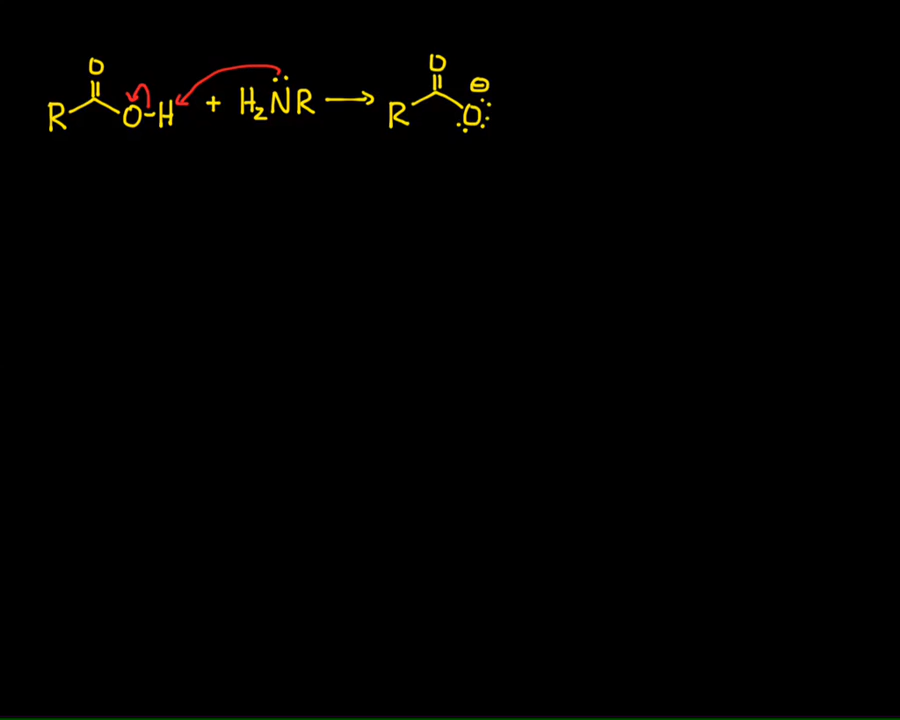 O O ⊖
R O-H + H₂N̈R → R O